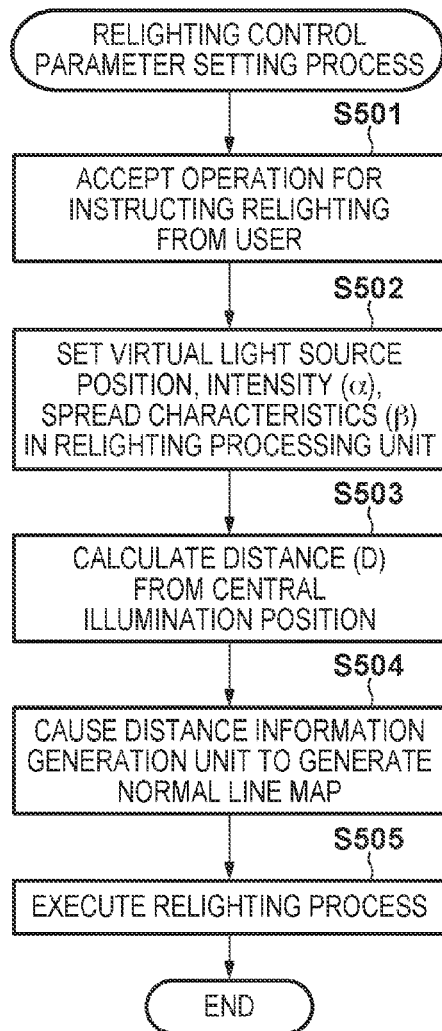 RELIGHTING CONTROL
PARAMETER SETTING PROCESS
S501
ACCEPT OPERATION FOR
INSTRUCTING RELIGHTING
FROM USER
S502
SET VIRTUAL LIGHT SOURCE
POSITION, INTENSITY (α),
SPREAD CHARACTERISTICS (β)
IN RELIGHTING PROCESSING UNIT
S503
CALCULATE DISTANCE (D)
FROM CENTRAL
ILLUMINATION POSITION
S504
CAUSE DISTANCE INFORMATION
GENERATION UNIT TO GENERATE
NORMAL LINE MAP
S505
EXECUTE RELIGHTING PROCESS
END